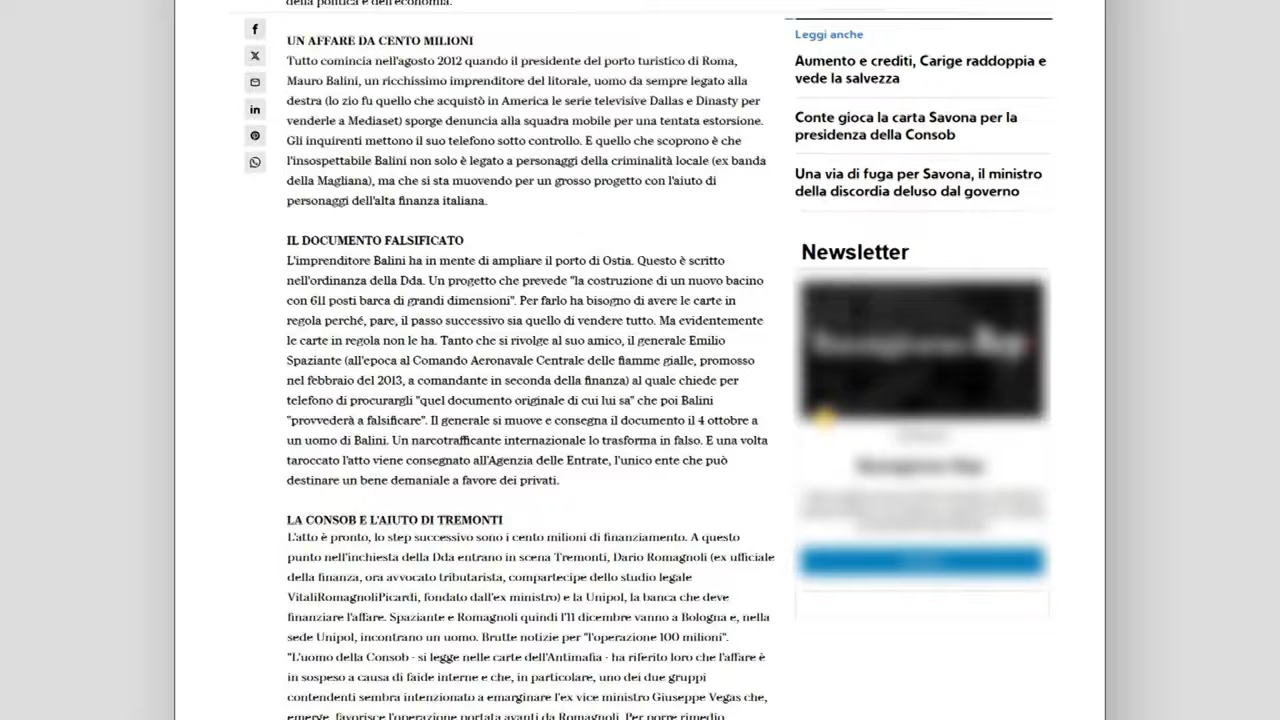 della politica e dell'economia.
UN AFFARE DA CENTO MILIONI
Tutto comincia nell'agosto 2012 quando il presidente del porto turistico di Roma,
Mauro Balini, un ricchissimo imprenditore del litorale, uomo da sempre legato alla
destra (lo zio fu quello che acquistò in America le serie televisive Dallas e Dinasty per
venderle a Mediaset) sporge denuncia alla squadra mobile per una tentata estorsione.
Gli inquirenti mettono il suo telefono sotto controllo. E quello che scoprono è che
l'insospettabile Balini non solo è legato a personaggi della criminalità locale (ex banda
della Magliana), ma che si sta muovendo per un grosso progetto con l'aiuto di
personaggi dell'alta finanza italiana.
IL DOCUMENTO FALSIFICATO
L'imprenditore Balini ha in mente di ampliare il porto di Ostia. Questo è scritto
nell'ordinanza della Dda. Un progetto che prevede "la costruzione di un nuovo bacino
con 611 posti barca di grandi dimensioni". Per farlo ha bisogno di avere le carte in
regola perché, pare, il passo successivo sia quello di vendere tutto. Ma evidentemente
le carte in regola non le ha. Tanto che si rivolge al suo amico, il generale Emilio
Spaziante (all'epoca al Comando Aeronavale Centrale delle fiamme gialle, promosso
nel febbraio del 2013, a comandante in seconda della finanza) al quale chiede per
telefono di procurargli "quel documento originale di cui lui sa" che poi Balini
"provvederà a falsificare". Il generale si muove e consegna il documento il 4 ottobre a
un uomo di Balini. Un narcotrafficante internazionale lo trasforma in falso. E una volta
taroccato l'atto viene consegnato all'Agenzia delle Entrate, l'unico ente che può
destinare un bene demaniale a favore dei privati.
LA CONSOB E L'AIUTO DI TREMONTI
L'atto è pronto, lo step successivo sono i cento milioni di finanziamento. A questo
punto nell'inchiesta della Dda entrano in scena Tremonti, Dario Romagnoli (ex ufficiale
della finanza, ora avvocato tributarista, compartecipe dello studio legale
VitaliRomagnoliPicardi, fondato dall'ex ministro) e la Unipol, la banca che deve
finanziare l'affare. Spaziante e Romagnoli quindi l'11 dicembre vanno a Bologna e, nella
sede Unipol, incontrano un uomo. Brutte notizie per "l'operazione 100 milioni".
"L'uomo della Consob - si legge nelle carte dell'Antimafia - ha riferito loro che l'affare è
in sospeso a causa di faide interne e che, in particolare, uno dei due gruppi
contendenti sembra intenzionato a emarginare l'ex vice ministro Giuseppe Vegas che,
emerge, favorisce l'operazione portata avanti da Romagnoli. Per porre rimedio
Leggi anche
Aumento e crediti, Carige raddoppia e
vede la salvezza
Conte gioca la carta Savona per la
presidenza della Consob
Una via di fuga per Savona, il ministro
della discordia deluso dal governo
Newsletter